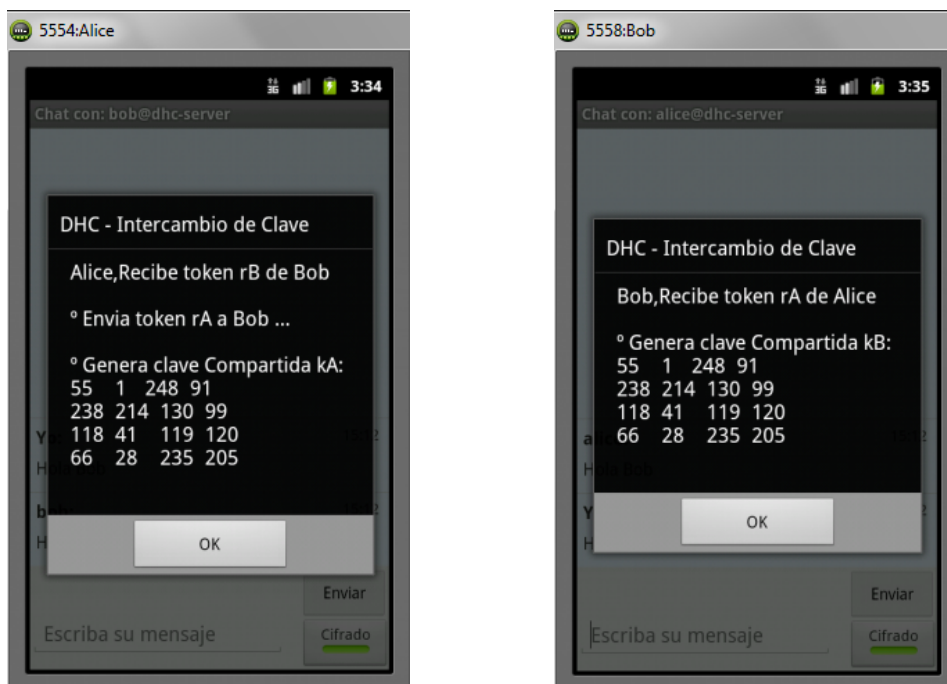 5554:Alice
3G 3:34
Chat con: bob@dhc-server
DHC - Intercambio de Clave
Alice,Recibe token rB de Bob
º Envia token rA a Bob ...
º Genera clave Compartida kA:
55 1 248 91
238 214 130 99
118 41 119 120
66 28 235 205
OK
Enviar
Escriba su mensaje
Cifrado
5558:Bob
3G 3:35
Chat con: alice@dhc-server
DHC - Intercambio de Clave
Bob,Recibe token rA de Alice
º Genera clave Compartida kB:
55 1 248 91
238 214 130 99
118 41 119 120
66 28 235 205
Hola Bob
OK
Enviar
Escriba su mensaje
Cifrado